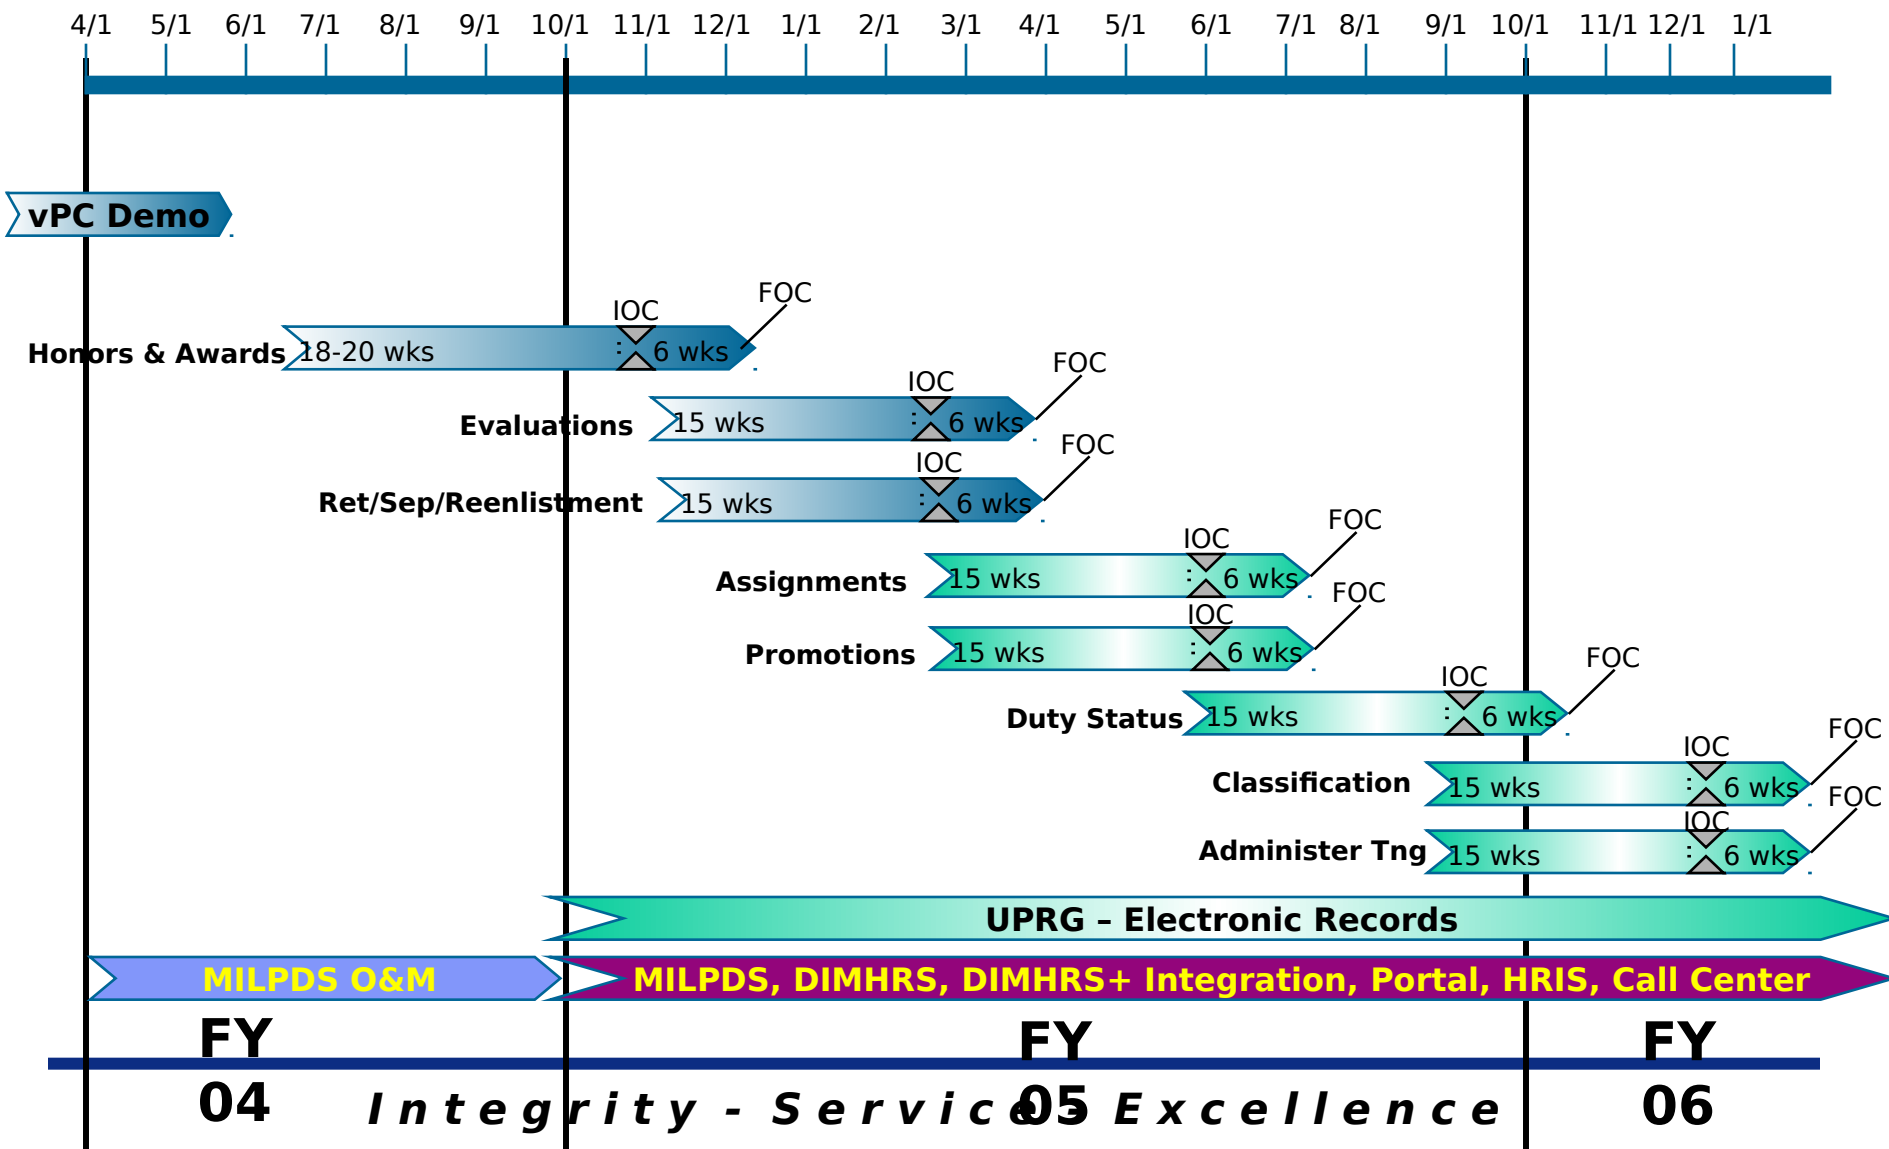 4/1 5/1 6/1 7/1 8/1 9/1 10/1 11/1 12/1 1/1 2/1 3/1 4/1 5/1 6/1 7/1 8/1 9/1 10/1 11/1 12/1 1/1
vPC Demo
IOC FOC
Honors & Awards 18-20 wks 6 wks
IOC FOC
Evaluations 15 wks 6 wks
IOC FOC
Ret/Sep/Reenlistment 15 wks 6 wks
IOC FOC
Assignments 15 wks 6 wks
IOC FOC
Promotions 15 wks 6 wks
IOC FOC
Duty Status 15 wks 6 wks
IOC FOC
Classification 15 wks 6 wks
IOC FOC
Administer Tng 15 wks 6 wks
UPRG – Electronic Records
MILPDS O&M
MILPDS, DIMHRS, DIMHRS+ Integration, Portal, HRIS, Call Center
FY
04
FY
05
FY
06
Integrity - Service - Excellence